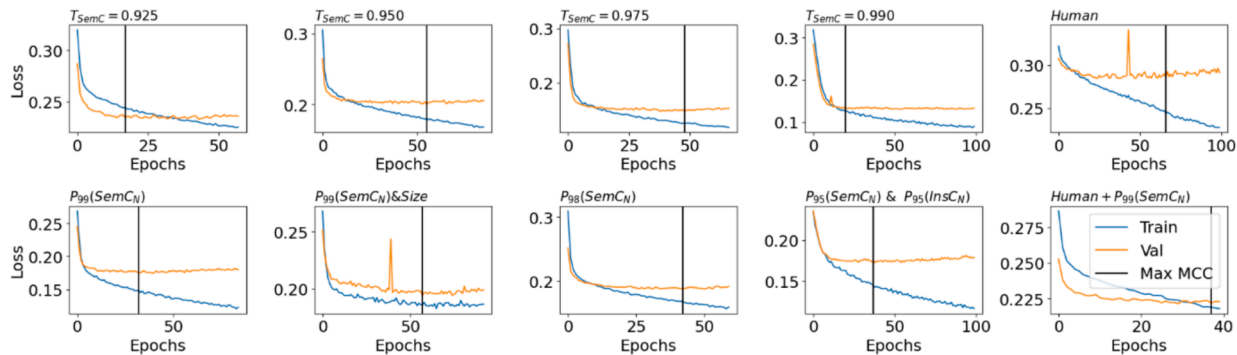 T_SemC = 0.925
T_SemC = 0.950
T_SemC = 0.975
T_SemC = 0.990
Human
Loss
0.30
0.25
0 25 50
Epochs
0.3
0.2
0 50
Epochs
0.2
0 25 50
Epochs
0.3
0.2
0.1
0 50 100
Epochs
0.30
0.25
0 50 100
Epochs
P_99(SemC_N)
P_99(SemC_N)&Size
P_98(SemC_N)
P_95(SemC_N) & P_95(InsC_N)
Human + P_99(SemC_N)
Loss
0.25
0.20
0.15
0 50
Epochs
0.25
0.20
0 50
Epochs
0.3
0.2
0 25 50
Epochs
0.20
0.15
0 50 100
Epochs
0.275
0.250
0.225
0 20 40
Epochs
Train
Val
Max MCC